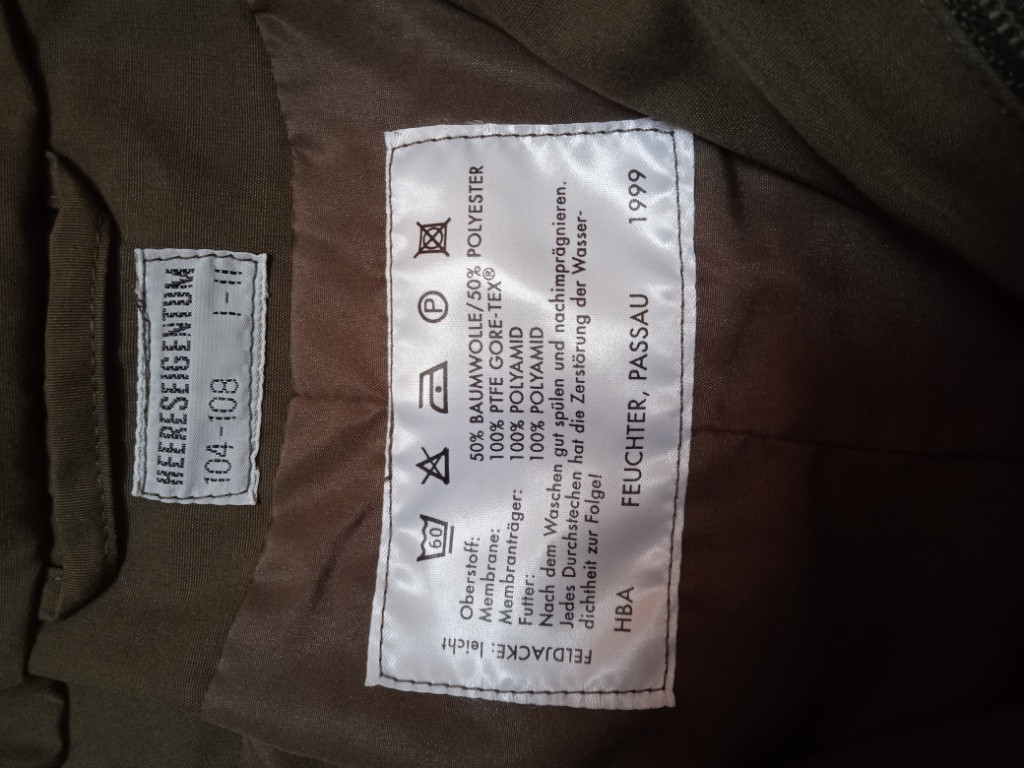 HEERESEIGENTUM
104-108 I-II
FELDJACKE: leicht
60 P
Oberstoff: 50% BAUMWOLLE/50% POLYESTER
Membrane: 100% PTFE GORE-TEX®
Membranträger: 100% POLYAMID
Futter: 100% POLYAMID
Nach dem Waschen gut spülen und nachimprägnieren.
Jedes Durchstechen hat die Zerstörung der Wasser-
dichtheit zur Folge!
HBA FEUCHTER, PASSAU 1999